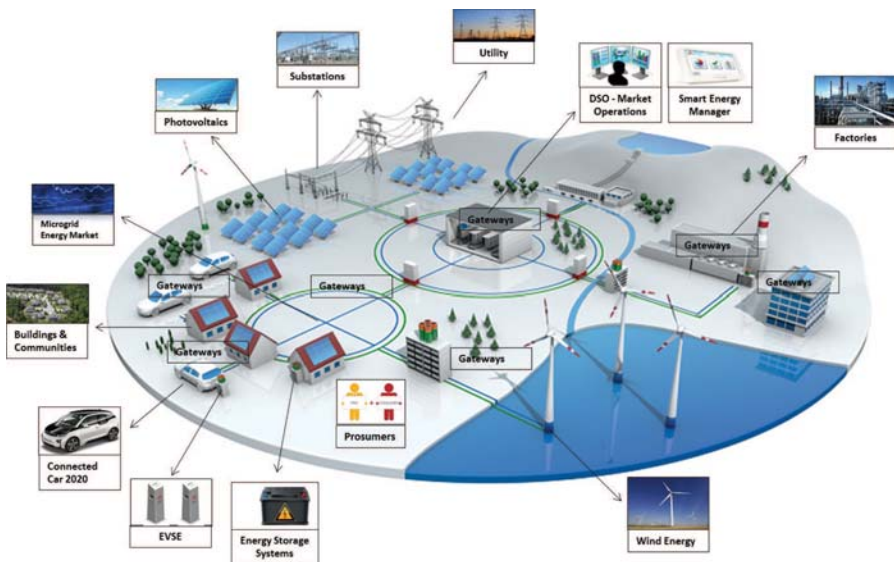 Utility
Substations
DSO - Market
Operations
Smart Energy
Manager
Photovoltaics
Factories
Microgrid
Energy Market
Gateways
Gateways
Gateways
Gateways
Gateways
Buildings &
Communities
Gateways
Gateways
Prosumers
Connected
Car 2020
EVSE
Energy Storage
Systems
Wind Energy